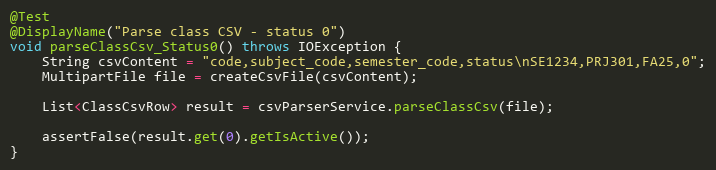 @Test
@DisplayName("Parse class CSV - status 0")
void parseClassCsv_Status0() throws IOException {
    String csvContent = "code,subject_code,semester_code,status\nSE1234,PRJ301,FA25,0";
    MultipartFile file = createCsvFile(csvContent);

    List<ClassCsvRow> result = csvParserService.parseClassCsv(file);

    assertFalse(result.get(0).getIsActive());
}